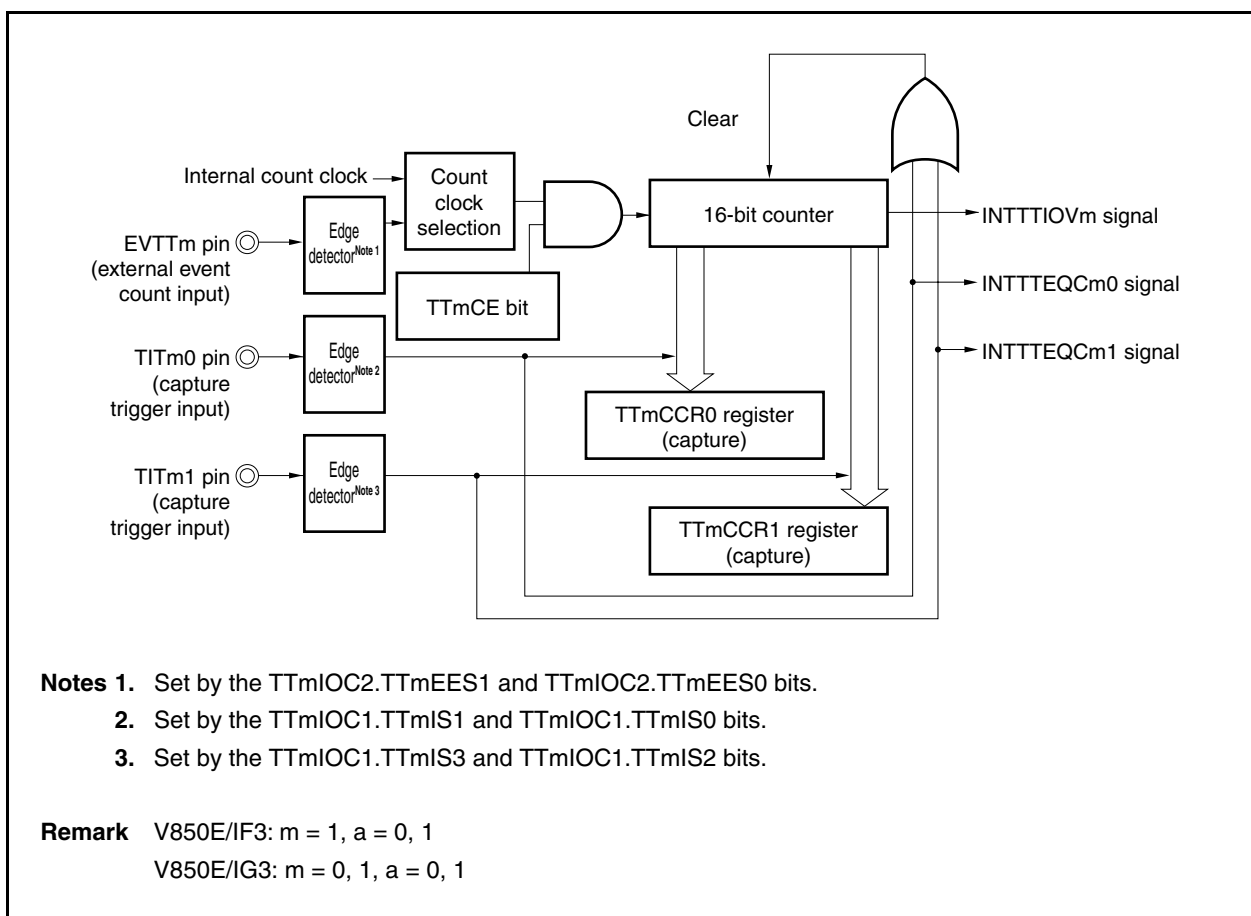 Clear
Internal count clock
Count
clock
selection
16-bit counter
INTTTIOVm signal
EVTTm pin
(external event
count input)
Edge
detectorNote 1
TTmCE bit
INTTTEQCm0 signal
TITm0 pin
(capture
trigger input)
Edge
detectorNote 2
INTTTEQCm1 signal
TTmCCR0 register
(capture)
TITm1 pin
(capture
trigger input)
Edge
detectorNote 3
TTmCCR1 register
(capture)
Notes 1. Set by the TTmIOC2.TTmEES1 and TTmIOC2.TTmEES0 bits.
2. Set by the TTmIOC1.TTmIS1 and TTmIOC1.TTmIS0 bits.
3. Set by the TTmIOC1.TTmIS3 and TTmIOC1.TTmIS2 bits.
Remark V850E/IF3: m = 1, a = 0, 1
V850E/IG3: m = 0, 1, a = 0, 1